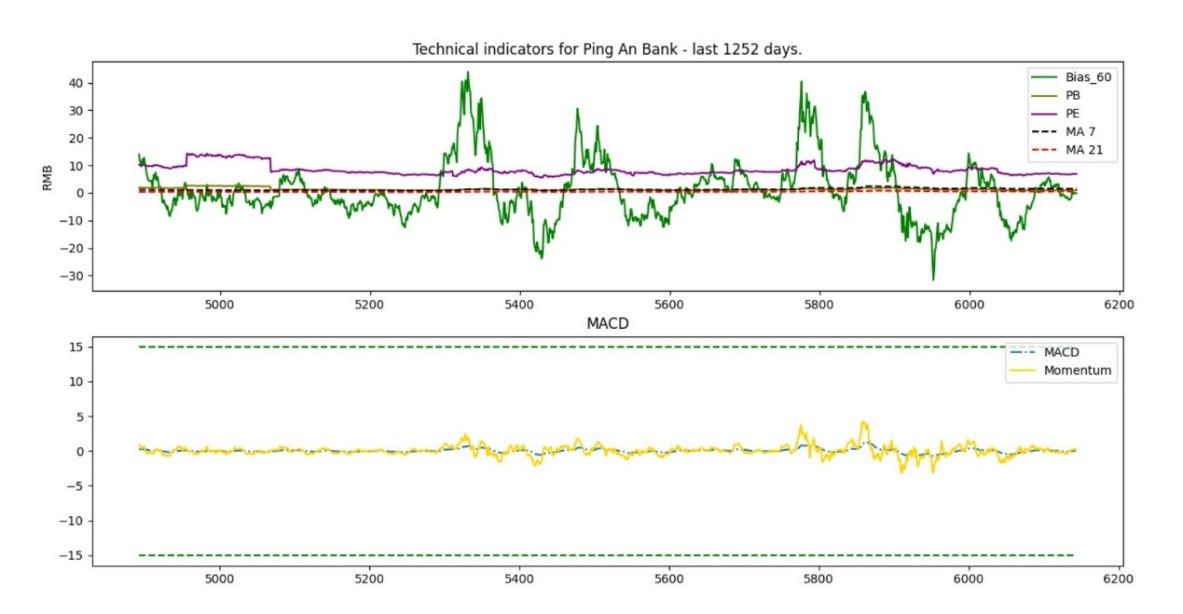 Technical indicators for Ping An Bank - last 1252 days.
40
30
20
10
0
−10
−20
−30
RMB
Bias_60
PB
PE
MA 7
MA 21
5000 5200 5400 5600 5800 6000 6200
MACD
15
10
5
0
−5
−10
−15
MACD
Momentum
5000 5200 5400 5600 5800 6000 6200